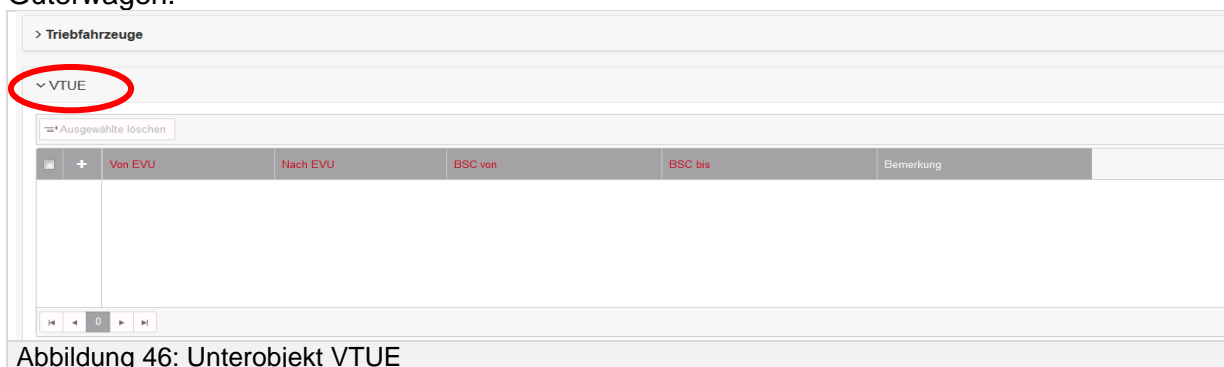 Güterwagen.
> Triebfahrzeuge
VTUE
Ausgewählte löschen
+ Von EVU Nach EVU BSC von BSC bis Bemerkung
0
Abbildung 46: Unterobjekt VTUE